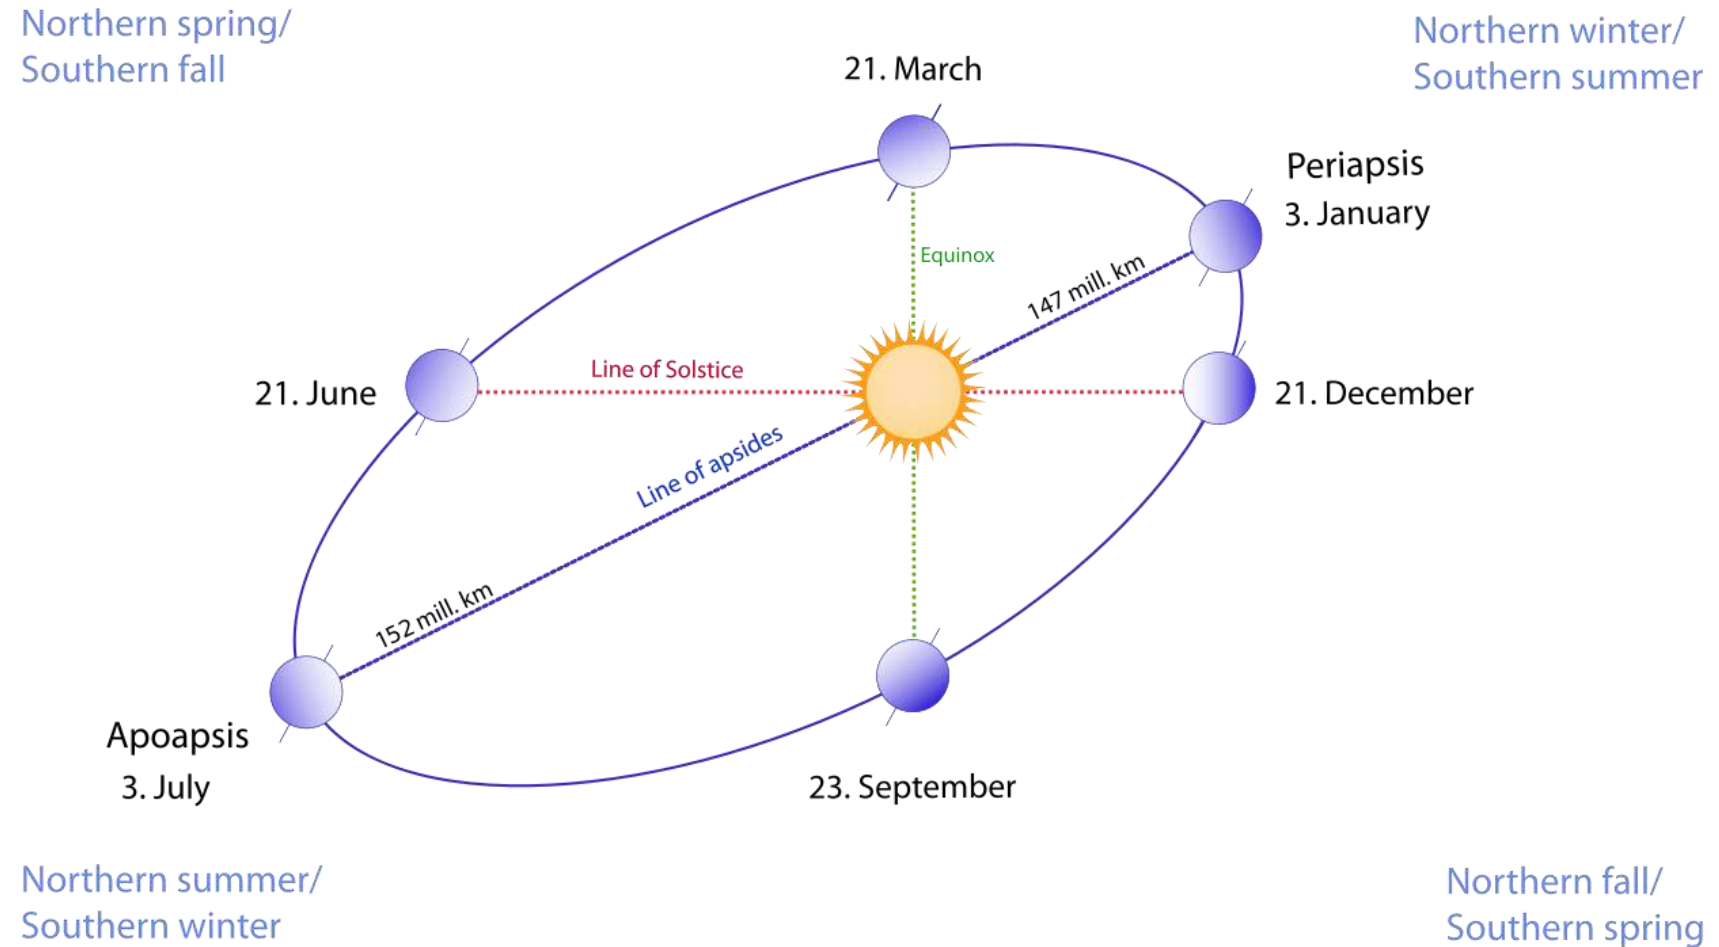 Northern spring/
Southern fall
21. March
Northern winter/
Southern summer
Periapsis
3. January
Equinox
147 mill. km
Line of Solstice
21. June
21. December
Line of apsides
152 mill. km
Apoapsis
3. July
23. September
Northern summer/
Southern winter
Northern fall/
Southern spring